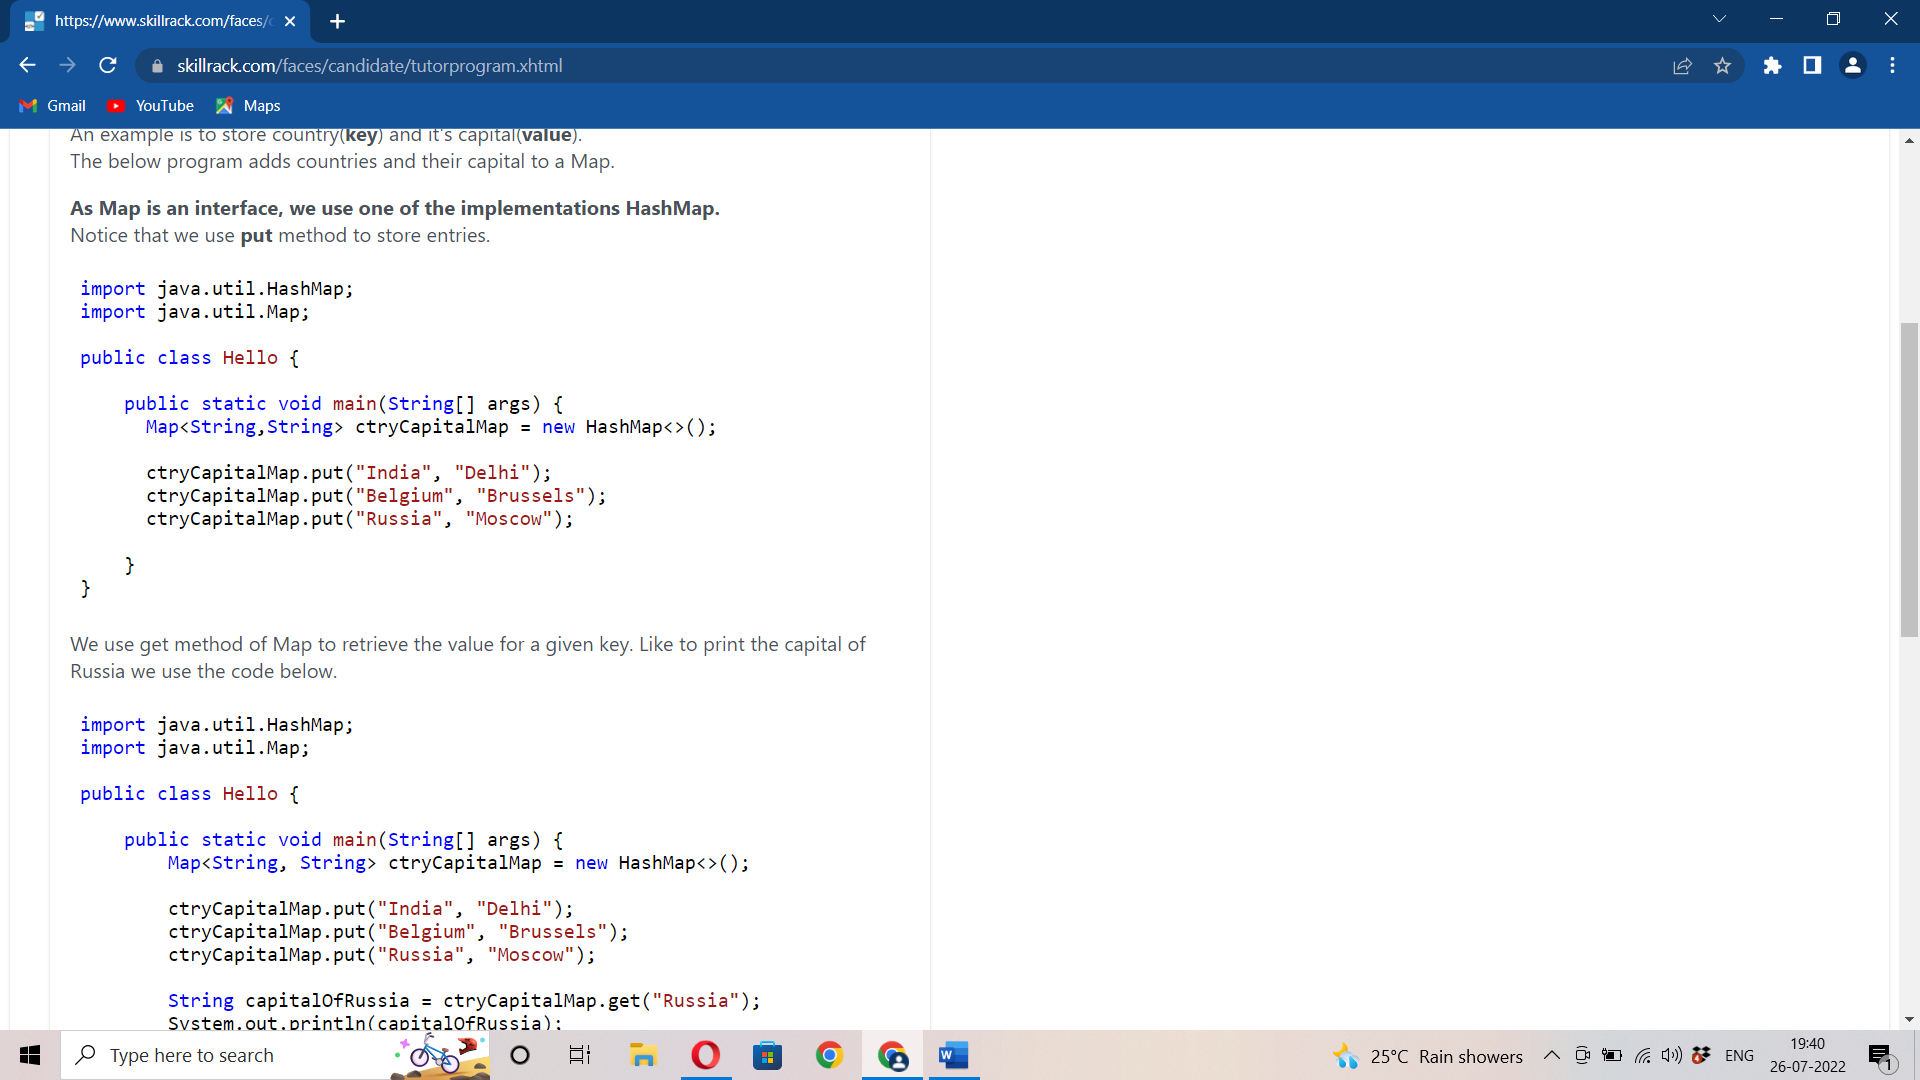 https://www.skillrack.com/faces/c
skillrack.com/faces/candidate/tutorprogram.xhtml
Gmail YouTube Maps
An example is to store country(key) and it's capital(value).
The below program adds countries and their capital to a Map.
As Map is an interface, we use one of the implementations HashMap.
Notice that we use put method to store entries.
import java.util.HashMap;
import java.util.Map;
public class Hello {
public static void main(String[] args) {
Map<String,String> ctryCapitalMap = new HashMap<>();
ctryCapitalMap.put("India", "Delhi");
ctryCapitalMap.put("Belgium", "Brussels");
ctryCapitalMap.put("Russia", "Moscow");
}
}
We use get method of Map to retrieve the value for a given key. Like to print the capital of
Russia we use the code below.
import java.util.HashMap;
import java.util.Map;
public class Hello {
public static void main(String[] args) {
Map<String, String> ctryCapitalMap = new HashMap<>();
ctryCapitalMap.put("India", "Delhi");
ctryCapitalMap.put("Belgium", "Brussels");
ctryCapitalMap.put("Russia", "Moscow");
String capitalOfRussia = ctryCapitalMap.get("Russia");
System.out.println(capitalOfRussia);
Type here to search
25°C Rain showers
ENG
19:40
26-07-2022
1